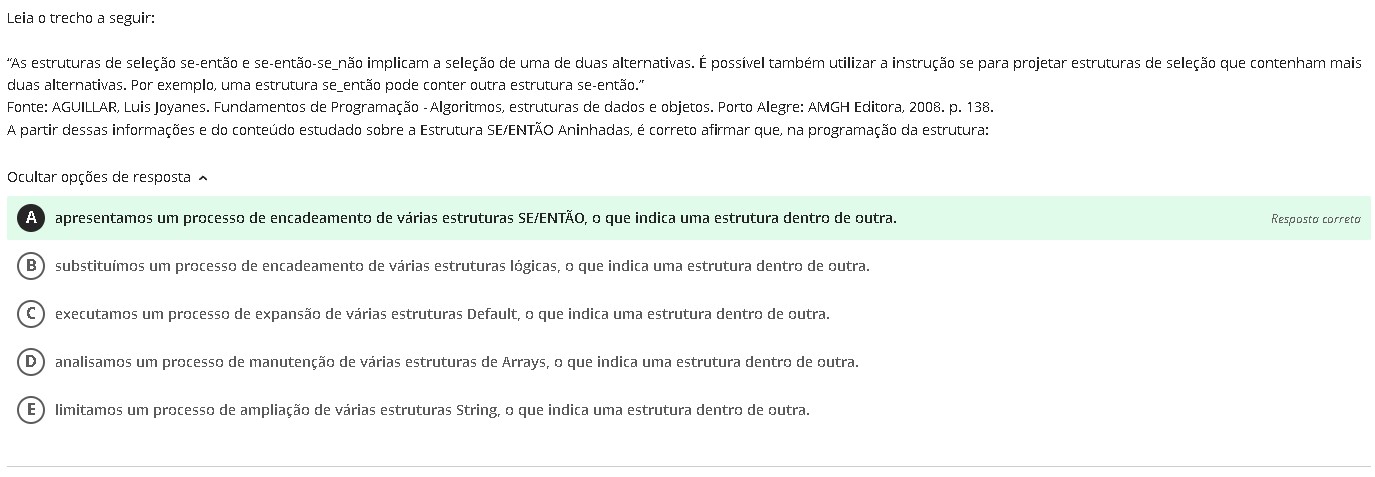 Leia o trecho a seguir:
“As estruturas de seleção se-então e se-então-se_não implicam a seleção de uma de duas alternativas. É possível também utilizar a instrução se para projetar estruturas de seleção que contenham mais
duas alternativas. Por exemplo, uma estrutura se_então pode conter outra estrutura se-então.”
Fonte: AGUILLAR, Luis Joyanes. Fundamentos de Programação - Algoritmos, estruturas de dados e objetos. Porto Alegre: AMGH Editora, 2008. p. 138.
A partir dessas informações e do conteúdo estudado sobre a Estrutura SE/ENTÃO Aninhadas, é correto afirmar que, na programação da estrutura:
Ocultar opções de resposta
A apresentamos um processo de encadeamento de várias estruturas SE/ENTÃO, o que indica uma estrutura dentro de outra. Resposta correta
B substituímos um processo de encadeamento de várias estruturas lógicas, o que indica uma estrutura dentro de outra.
C executamos um processo de expansão de várias estruturas Default, o que indica uma estrutura dentro de outra.
D analisamos um processo de manutenção de várias estruturas de Arrays, o que indica uma estrutura dentro de outra.
E limitamos um processo de ampliação de várias estruturas String, o que indica uma estrutura dentro de outra.